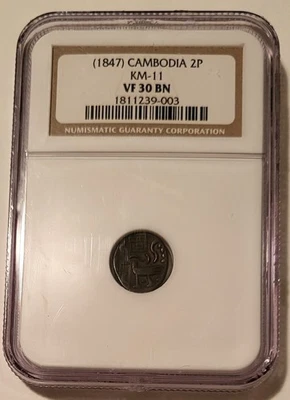 (1847) CAMBODIA 2P
KM-11
VF 30 BN
1811239-003
NUMISMATIC GUARANTY CORPORATION